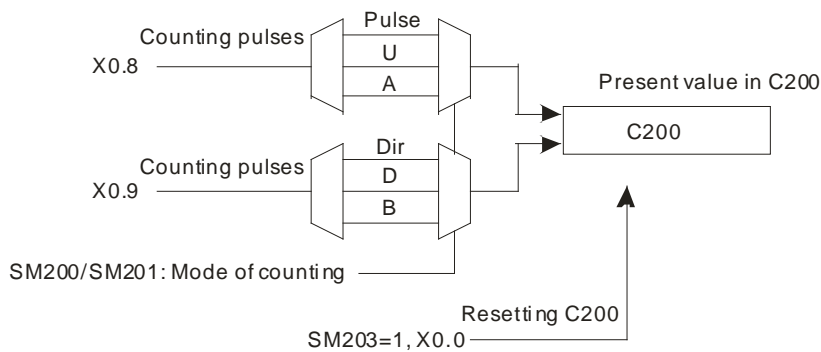 Pulse
Counting pulses
U
X0.8
A
Present value in C200
C200
Dir
Counting pulses
D
X0.9
B
SM200/SM201: Mode of counting
Resetting C200
SM203=1, X0.0